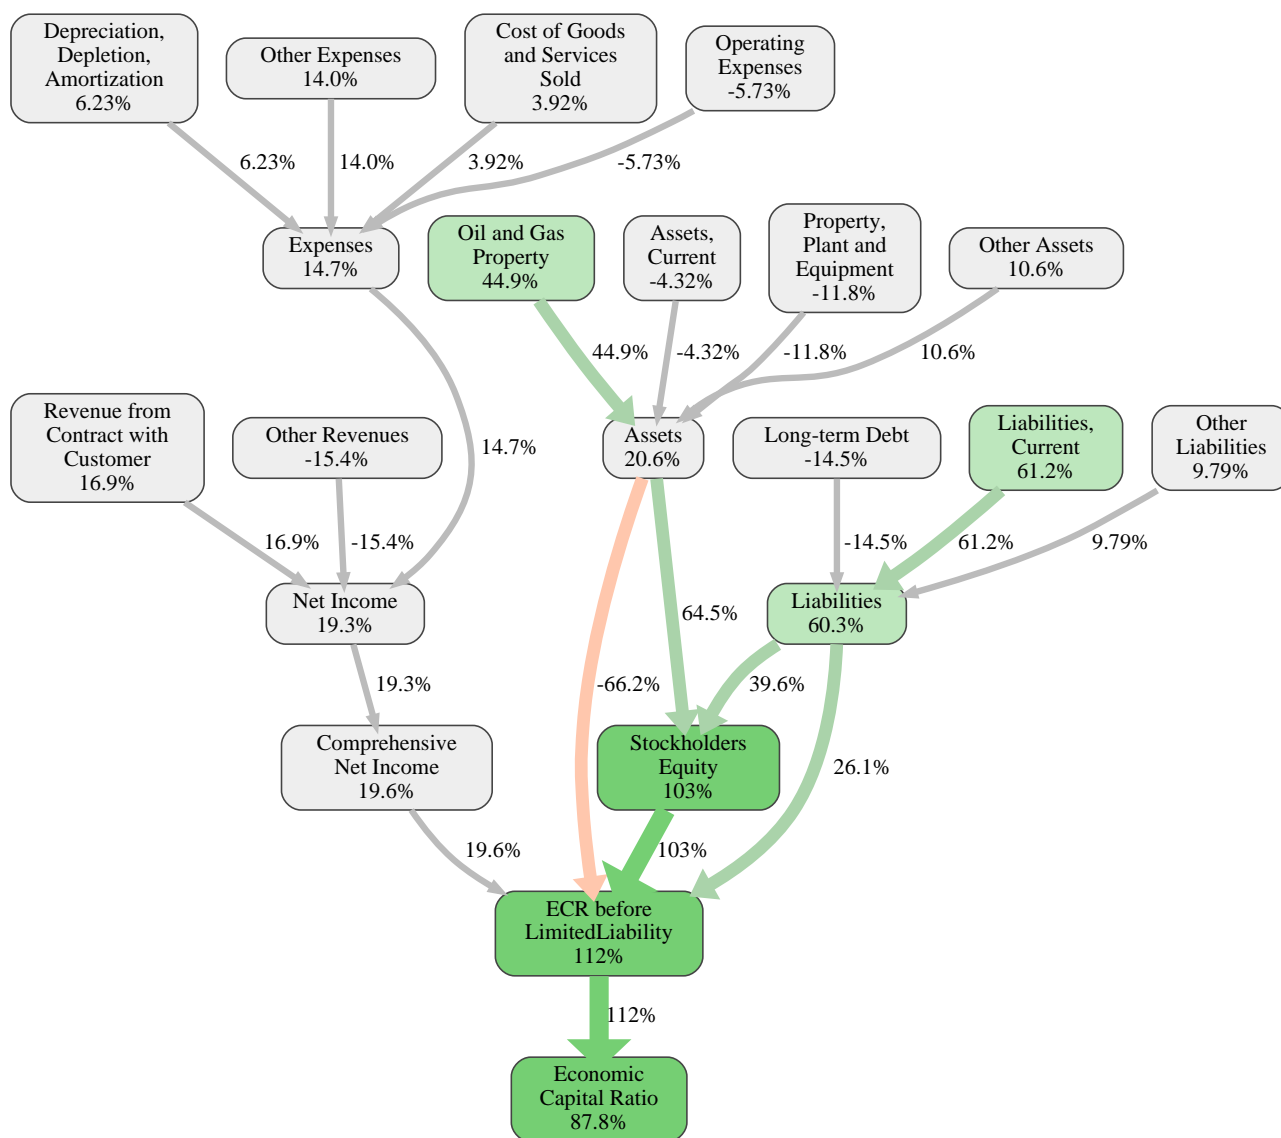 Depreciation,
Depletion,
Amortization
6.23%
Other Expenses
14.0%
Cost of Goods
and Services
Sold
3.92%
Operating
Expenses
-5.73%
6.23%
14.0%
3.92%
-5.73%
Expenses
14.7%
Oil and Gas
Property
44.9%
Assets,
Current
-4.32%
Property,
Plant and
Equipment
-11.8%
Other Assets
10.6%
44.9%
-4.32%
-11.8%
10.6%
Revenue from
Contract with
Customer
16.9%
Other Revenues
-15.4%
14.7%
Assets
20.6%
Long-term Debt
-14.5%
Liabilities,
Current
61.2%
Other
Liabilities
9.79%
16.9%
-15.4%
-14.5%
61.2%
9.79%
Net Income
19.3%
64.5%
Liabilities
60.3%
19.3%
-66.2%
39.6%
Comprehensive
Net Income
19.6%
Stockholders
Equity
103%
26.1%
19.6%
103%
ECR before
LimitedLiability
112%
112%
Economic
Capital Ratio
87.8%